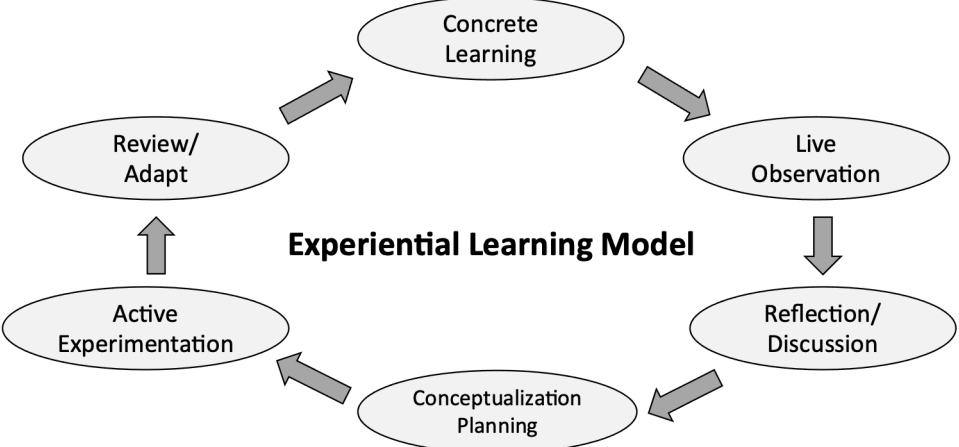 Concrete
Learning
Live
Observation
Reflection/
Discussion
Conceptualization
Planning
Active
Experimentation
Review/
Adapt
Experiential Learning Model